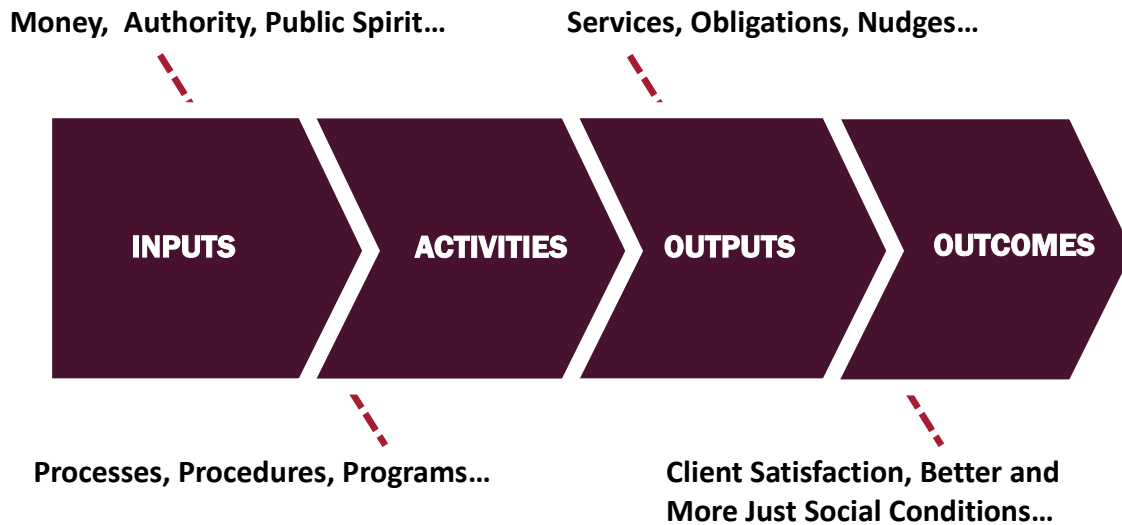 Money, Authority, Public Spirit…
Services, Obligations, Nudges…
INPUTS
ACTIVITIES
OUTPUTS
OUTCOMES
Processes, Procedures, Programs…
Client Satisfaction, Better and
More Just Social Conditions…